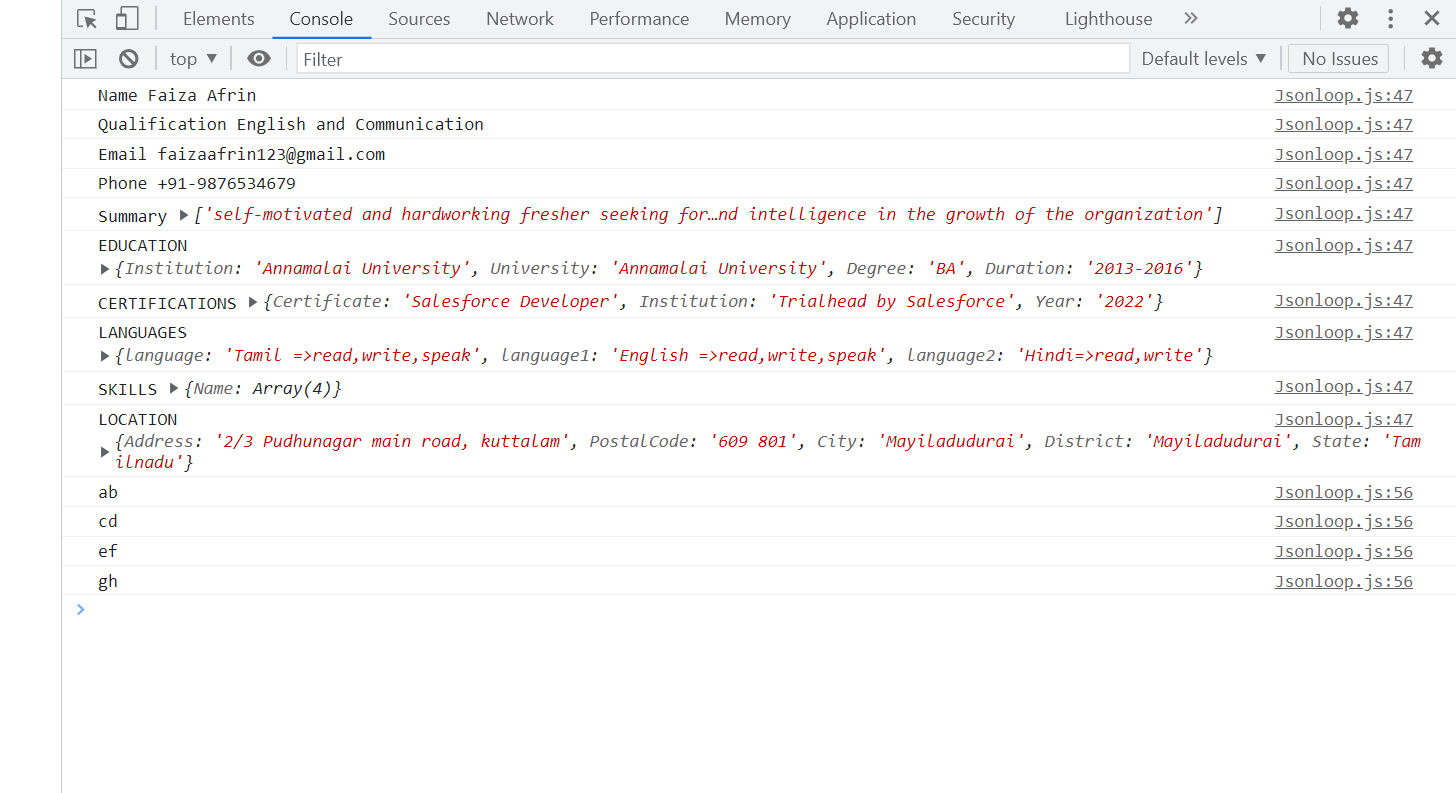 Elements Console Sources Network Performance Memory Application Security Lighthouse
top Filter Default levels No Issues
Name Faiza Afrin Jsonloop.js:47
Qualification English and Communication Jsonloop.js:47
Email faizaafrin123@gmail.com Jsonloop.js:47
Phone +91-9876534679 Jsonloop.js:47
Summary ['self-motivated and hardworking fresher seeking for…nd intelligence in the growth of the organization'] Jsonloop.js:47
EDUCATION Jsonloop.js:47
{Institution: 'Annamalai University', University: 'Annamalai University', Degree: 'BA', Duration: '2013-2016'}
CERTIFICATIONS {Certificate: 'Salesforce Developer', Institution: 'Trialhead by Salesforce', Year: '2022'} Jsonloop.js:47
LANGUAGES Jsonloop.js:47
{language: 'Tamil =>read,write,speak', language1: 'English =>read,write,speak', language2: 'Hindi=>read,write'}
SKILLS {Name: Array(4)} Jsonloop.js:47
LOCATION Jsonloop.js:47
{Address: '2/3 Pudhunagar main road, kuttalam', PostalCode: '609 801', City: 'Mayiladudurai', District: 'Mayiladudurai', State: 'Tam
ilnadu'}
ab Jsonloop.js:56
cd Jsonloop.js:56
ef Jsonloop.js:56
gh Jsonloop.js:56